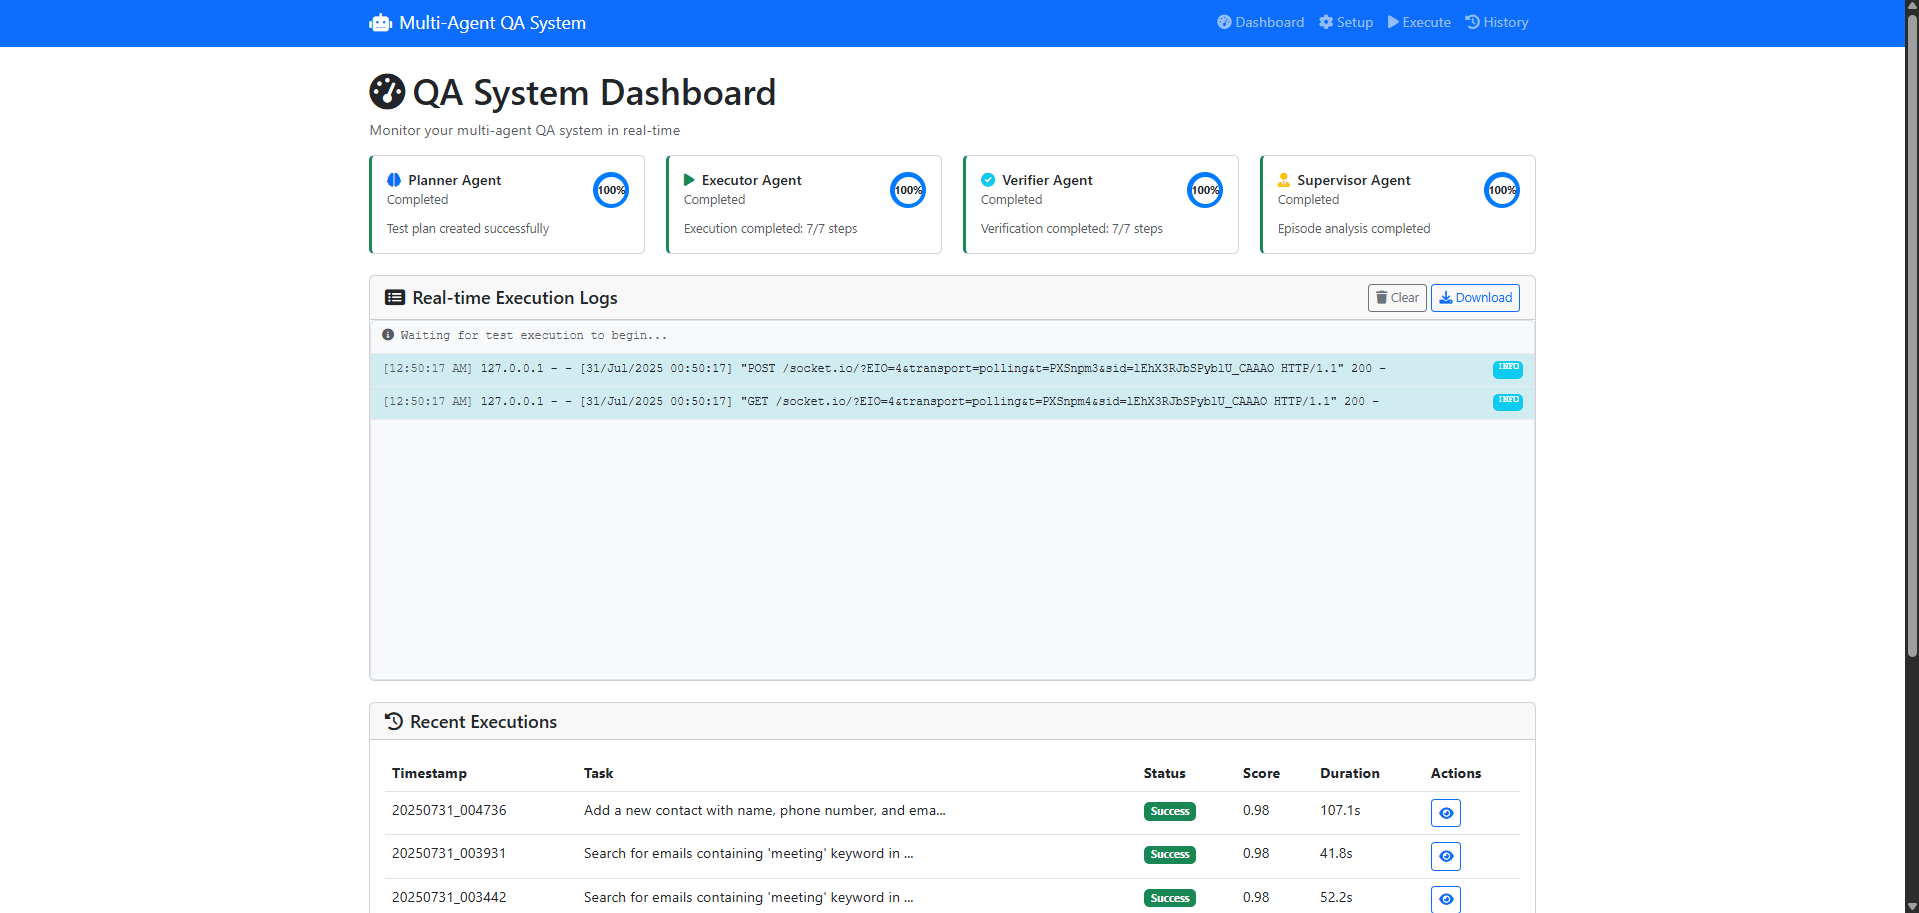 Multi-Agent QA System
Dashboard Setup Execute History
QA System Dashboard
Monitor your multi-agent QA system in real-time
Planner Agent
Completed
100%
Test plan created successfully
Executor Agent
Completed
100%
Execution completed: 7/7 steps
Verifier Agent
Completed
100%
Verification completed: 7/7 steps
Supervisor Agent
Completed
100%
Episode analysis completed
Real-time Execution Logs
Clear Download
Waiting for test execution to begin...
[12:50:17 AM] 127.0.0.1 - - [31/Jul/2025 00:50:17] "POST /socket.io/?EIO=4&transport=polling&t=PXSnpm3&sid=lEhX3RJbSPyblU_CAAAO HTTP/1.1" 200 - INFO
[12:50:17 AM] 127.0.0.1 - - [31/Jul/2025 00:50:17] "GET /socket.io/?EIO=4&transport=polling&t=PXSnpm4&sid=lEhX3RJbSPyblU_CAAAO HTTP/1.1" 200 - INFO
Recent Executions
Timestamp Task Status Score Duration Actions
20250731_004736 Add a new contact with name, phone number, and ema... Success 0.98 107.1s
20250731_003931 Search for emails containing 'meeting' keyword in ... Success 0.98 41.8s
20250731_003442 Search for emails containing 'meeting' keyword in ... Success 0.98 52.2s